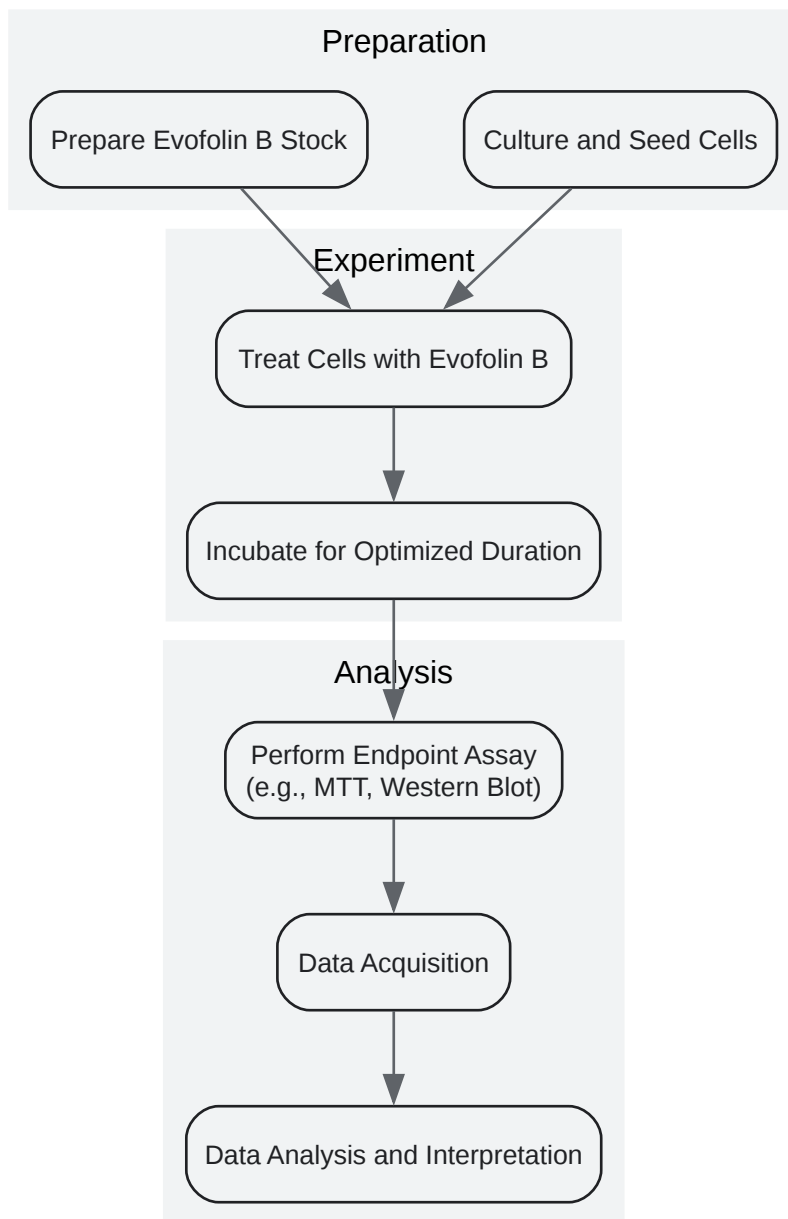 Preparation
Prepare Evofolin B Stock
Culture and Seed Cells
Experiment
Treat Cells with Evofolin B
Incubate for Optimized Duration
Analysis
Perform Endpoint Assay
(e.g., MTT, Western Blot)
Data Acquisition
Data Analysis and Interpretation